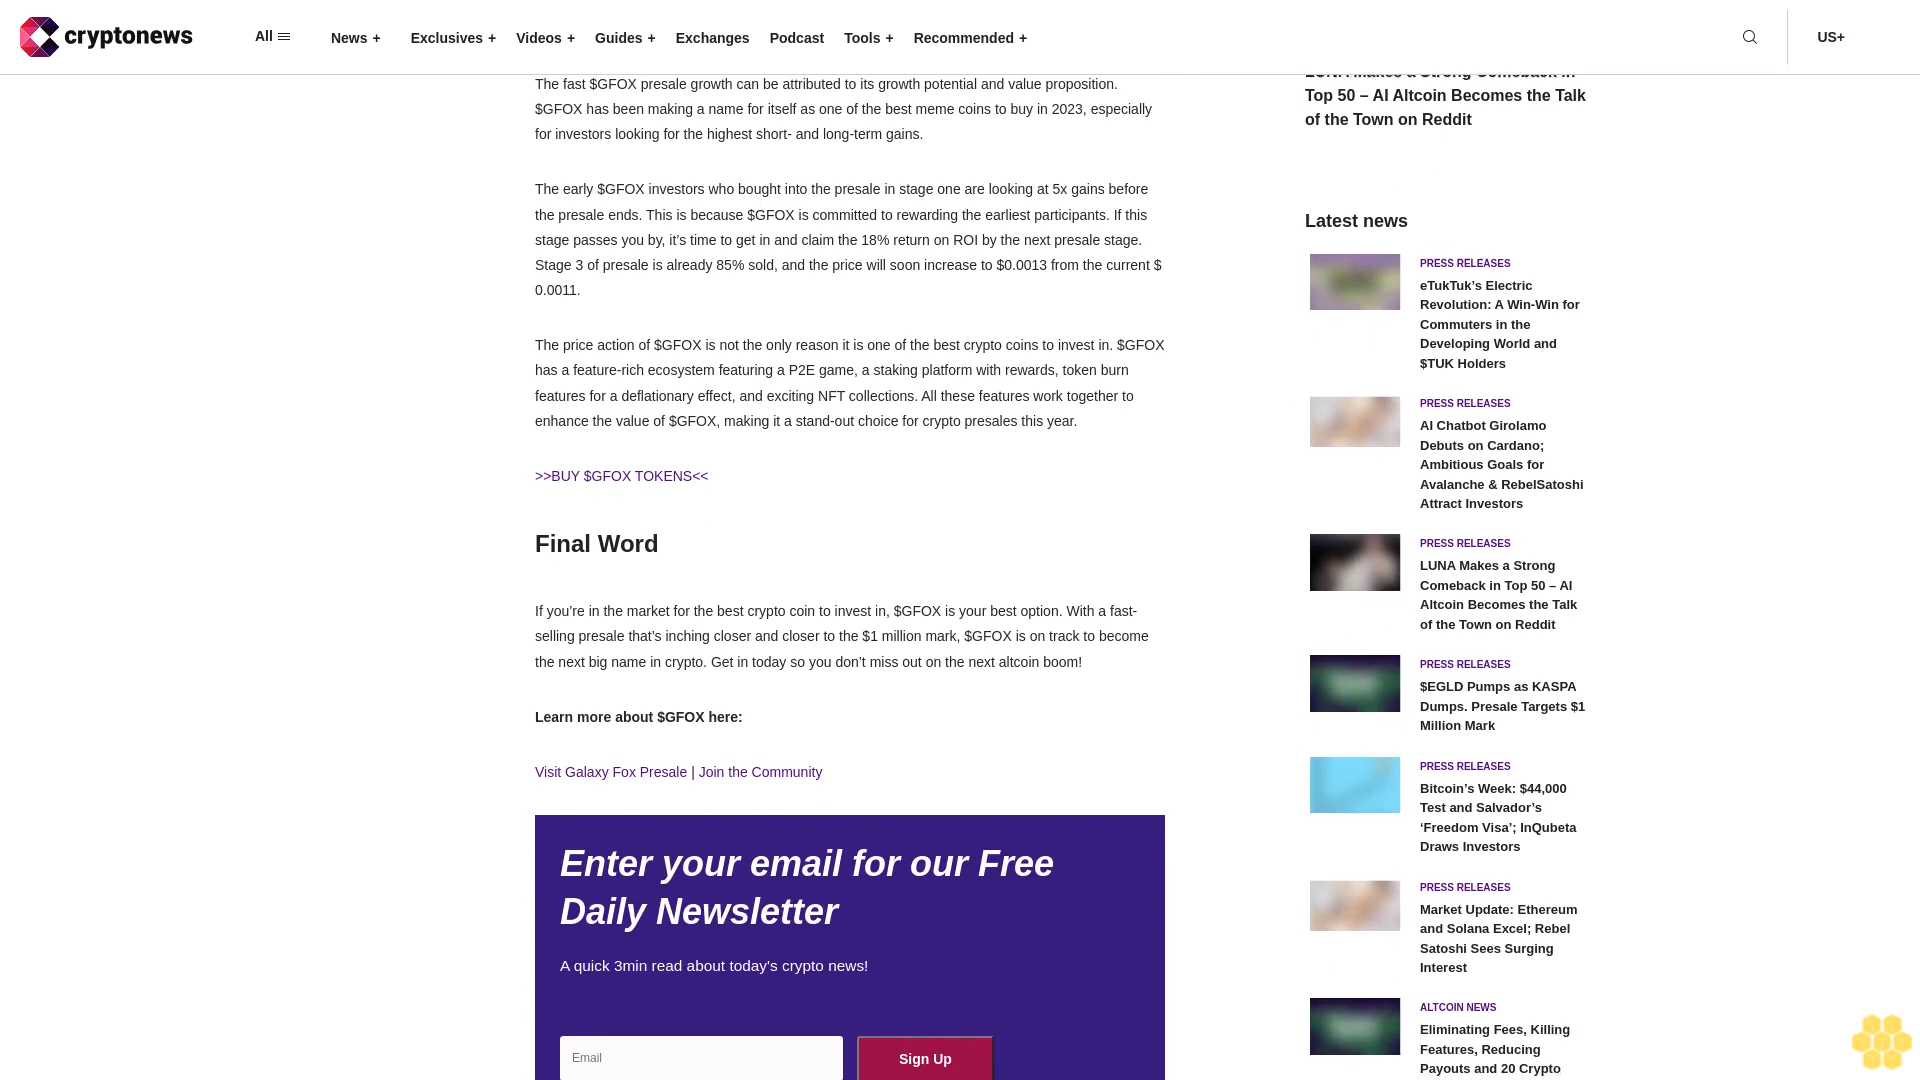 cryptonews
All
News +
Exclusives +
Videos +
Guides +
Exchanges
Podcast
Tools +
Recommended +
US+
The fast $GFOX presale growth can be attributed to its growth potential and value proposition.
$GFOX has been making a name for itself as one of the best meme coins to buy in 2023, especially
for investors looking for the highest short- and long-term gains.
The early $GFOX investors who bought into the presale in stage one are looking at 5x gains before
the presale ends. This is because $GFOX is committed to rewarding the earliest participants. If this
stage passes you by, it’s time to get in and claim the 18% return on ROI by the next presale stage.
Stage 3 of presale is already 85% sold, and the price will soon increase to $0.0013 from the current $
0.0011.
The price action of $GFOX is not the only reason it is one of the best crypto coins to invest in. $GFOX
has a feature-rich ecosystem featuring a P2E game, a staking platform with rewards, token burn
features for a deflationary effect, and exciting NFT collections. All these features work together to
enhance the value of $GFOX, making it a stand-out choice for crypto presales this year.
>>BUY $GFOX TOKENS<<
Final Word
If you’re in the market for the best crypto coin to invest in, $GFOX is your best option. With a fast-
selling presale that’s inching closer and closer to the $1 million mark, $GFOX is on track to become
the next big name in crypto. Get in today so you don’t miss out on the next altcoin boom!
Learn more about $GFOX here:
Visit Galaxy Fox Presale | Join the Community
Enter your email for our Free
Daily Newsletter
A quick 3min read about today's crypto news!
Email
Sign Up
LUNA Makes a Strong Comeback in
Top 50 – AI Altcoin Becomes the Talk
of the Town on Reddit
Latest news
PRESS RELEASES
eTukTuk’s Electric
Revolution: A Win-Win for
Commuters in the
Developing World and
$TUK Holders
PRESS RELEASES
AI Chatbot Girolamo
Debuts on Cardano;
Ambitious Goals for
Avalanche & RebelSatoshi
Attract Investors
PRESS RELEASES
LUNA Makes a Strong
Comeback in Top 50 – AI
Altcoin Becomes the Talk
of the Town on Reddit
PRESS RELEASES
$EGLD Pumps as KASPA
Dumps. Presale Targets $1
Million Mark
PRESS RELEASES
Bitcoin’s Week: $44,000
Test and Salvador’s
‘Freedom Visa’; InQubeta
Draws Investors
PRESS RELEASES
Market Update: Ethereum
and Solana Excel; Rebel
Satoshi Sees Surging
Interest
ALTCOIN NEWS
Eliminating Fees, Killing
Features, Reducing
Payouts and 20 Crypto